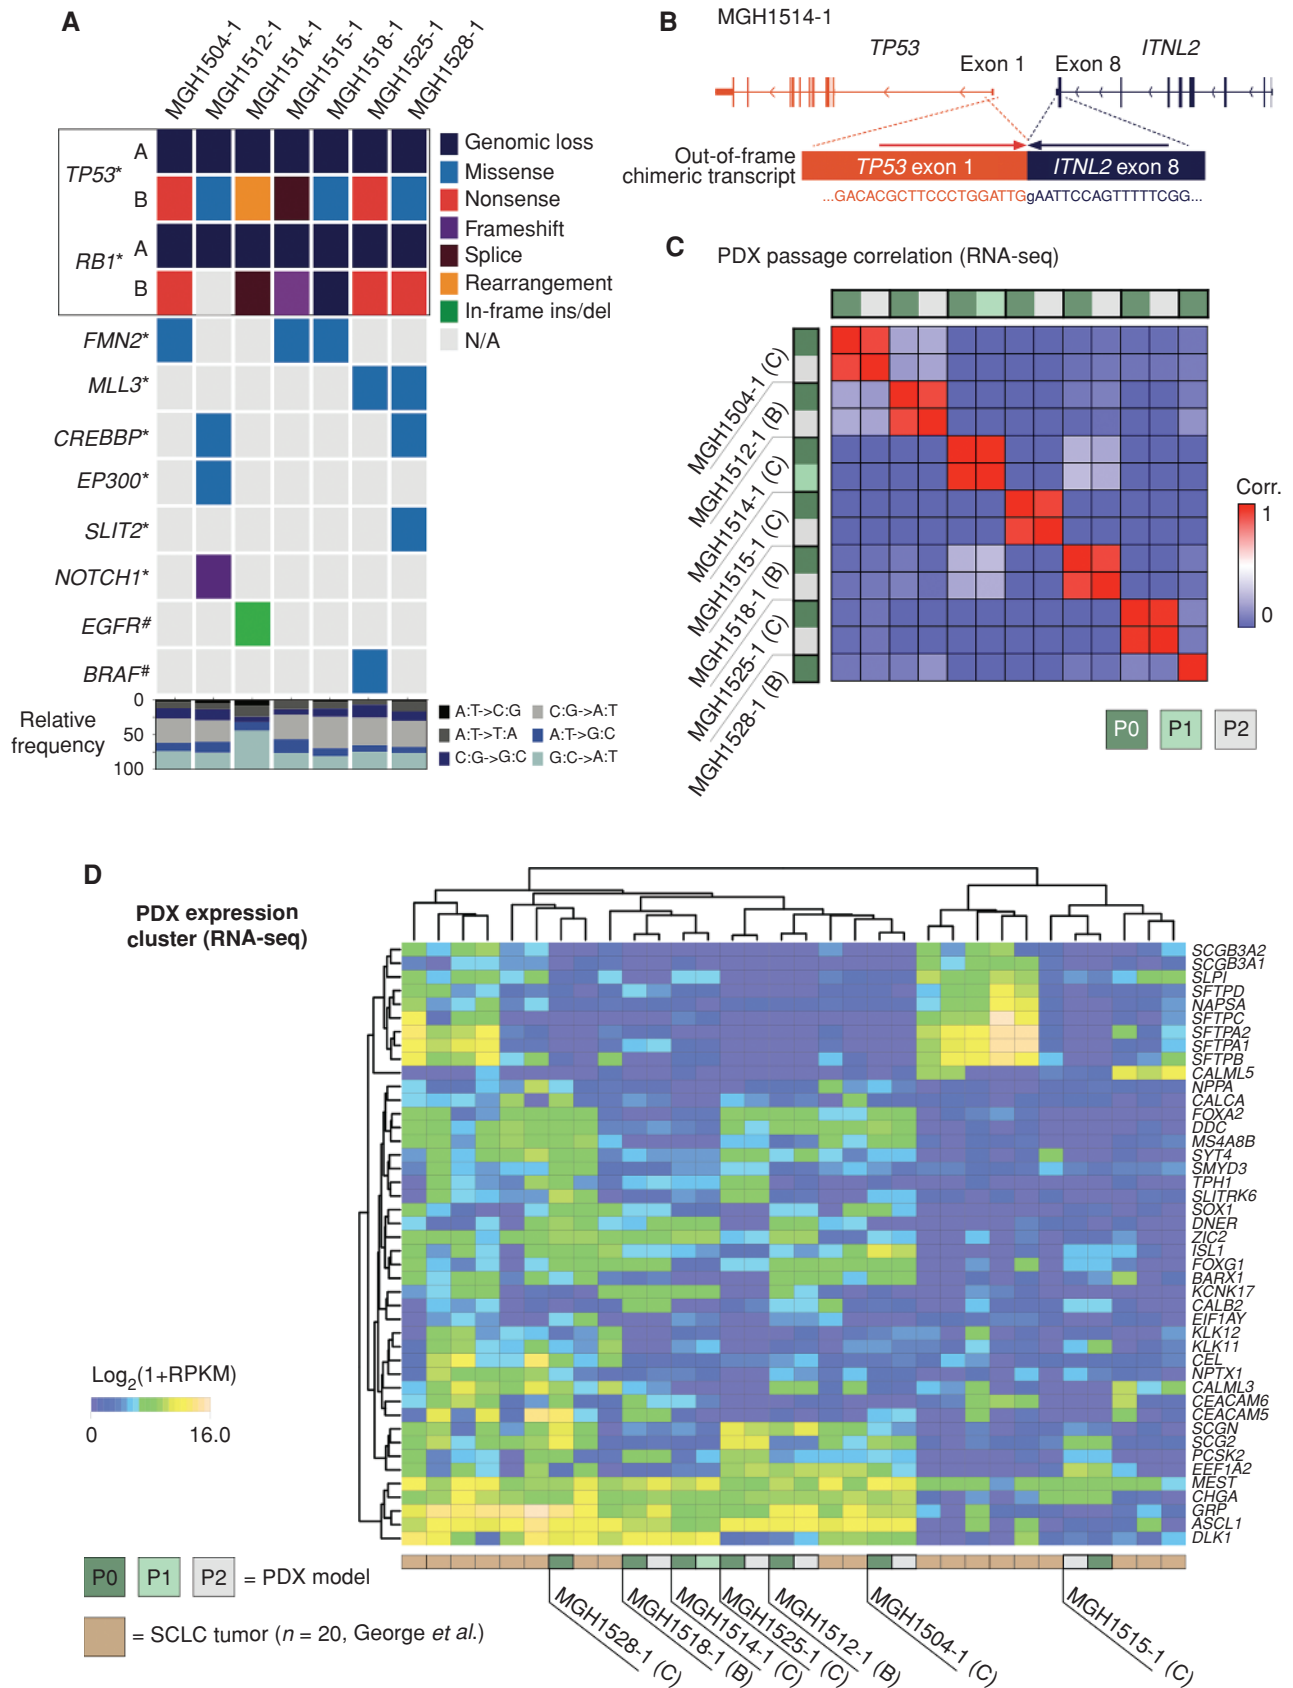 A
MGH1504-1
MGH1512-1
MGH1514-1
MGH1515-1
MGH1518-1
MGH1525-1
MGH1528-1
TP53*
A
B
RB1*
A
B
FMN2*
MLL3*
CREBBP*
EP300*
SLIT2*
NOTCH1*
EGFR#
BRAF#
Genomic loss
Missense
Nonsense
Frameshift
Splice
Rearrangement
In-frame ins/del
N/A
Relative
frequency
0
50
100
A:T->C:G
A:T->T:A
C:G->G:C
C:G->A:T
A:T->G:C
G:C->A:T
B
MGH1514-1
TP53
ITNL2
Exon 1
Exon 8
Out-of-frame
chimeric transcript
TP53 exon 1
ITNL2 exon 8
...GACACGCTTCCCTGGATTGgAATTCCAGTTTTTCGG...
C
PDX passage correlation (RNA-seq)
MGH1504-1 (C)
MGH1512-1 (B)
MGH1514-1 (C)
MGH1515-1 (C)
MGH1518-1 (B)
MGH1525-1 (C)
MGH1528-1 (B)
Corr.
1
0
P0
P1
P2
D
PDX expression
cluster (RNA-seq)
SCGB3A2
SCGB3A1
SLPI
SFTPD
NAPSA
SFTPC
SFTPA2
SFTPA1
SFTPB
CALML5
NPPA
CALCA
FOXA2
DDC
MS4A8B
SYT4
SMYD3
TPH1
SLITRK6
SOX1
DNER
ZIC2
ISL1
FOXG1
BARX1
KCNK17
CALB2
EIF1AY
KLK12
KLK11
CEL
NPTX1
CALML3
CEACAM6
CEACAM5
SCGN
SCG2
PCSK2
EEF1A2
MEST
CHGA
GRP
ASCL1
DLK1
Log2(1+RPKM)
0
16.0
P0
P1
P2
= PDX model
= SCLC tumor (n = 20, George et al.)
MGH1528-1 (C)
MGH1518-1 (B)
MGH1514-1 (C)
MGH1525-1 (C)
MGH1512-1 (B)
MGH1504-1 (C)
MGH1515-1 (C)